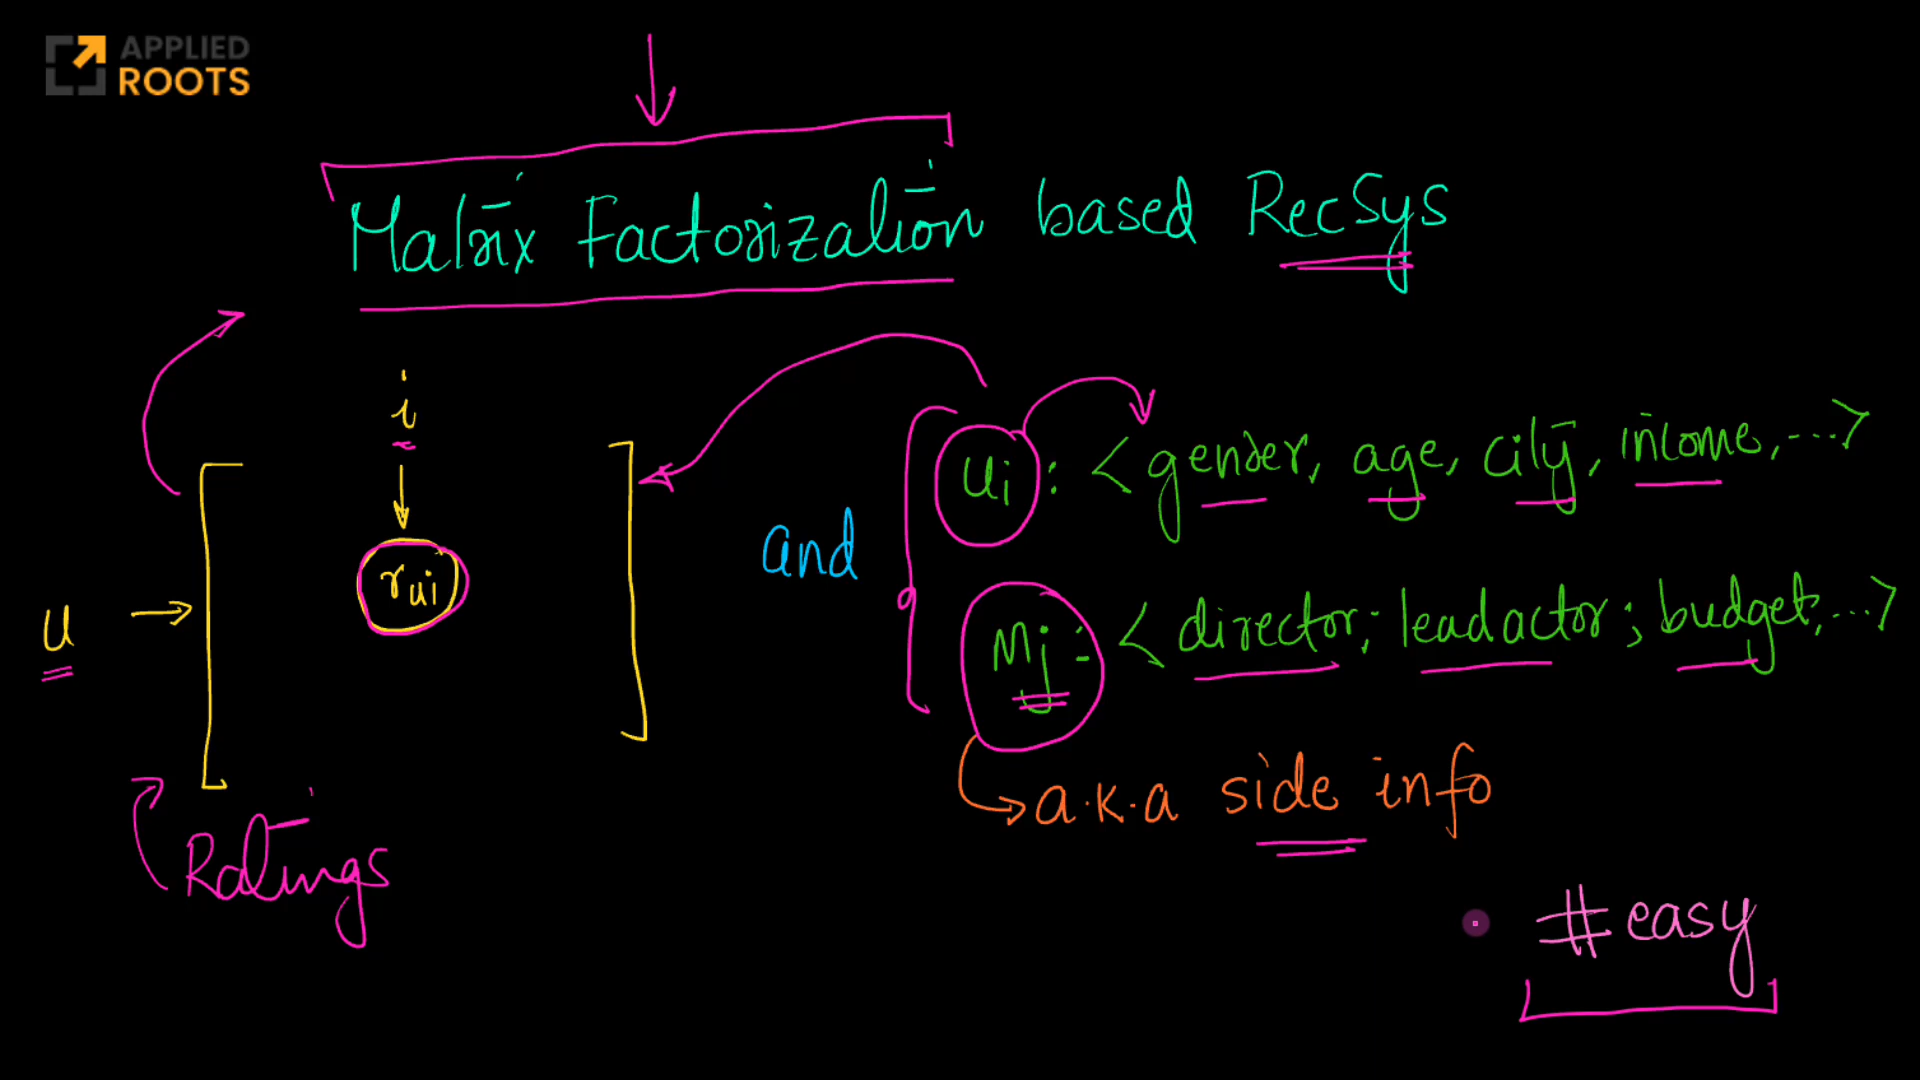 APPLIED
ROOTS
Matrix Factorization based RecSys
i
r ui
u
Ratings
and
Ui : < gender, age, city, income, ...>
Mj : < director; lead actor; budget, ...>
a.k.a side info
#easy